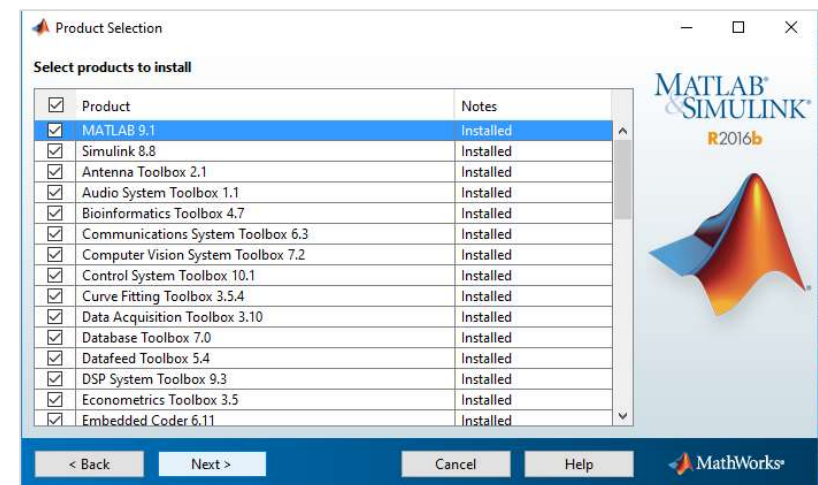 Product Selection
Select products to install
MATLAB®
&SIMULINK®
R2016b
Product Notes
MATLAB 9.1 Installed
Simulink 8.8 Installed
Antenna Toolbox 2.1 Installed
Audio System Toolbox 1.1 Installed
Bioinformatics Toolbox 4.7 Installed
Communications System Toolbox 6.3 Installed
Computer Vision System Toolbox 7.2 Installed
Control System Toolbox 10.1 Installed
Curve Fitting Toolbox 3.5.4 Installed
Data Acquisition Toolbox 3.10 Installed
Database Toolbox 7.0 Installed
Datafeed Toolbox 5.4 Installed
DSP System Toolbox 9.3 Installed
Econometrics Toolbox 3.5 Installed
Embedded Coder 6.11 Installed
< Back Next > Cancel Help MathWorks®